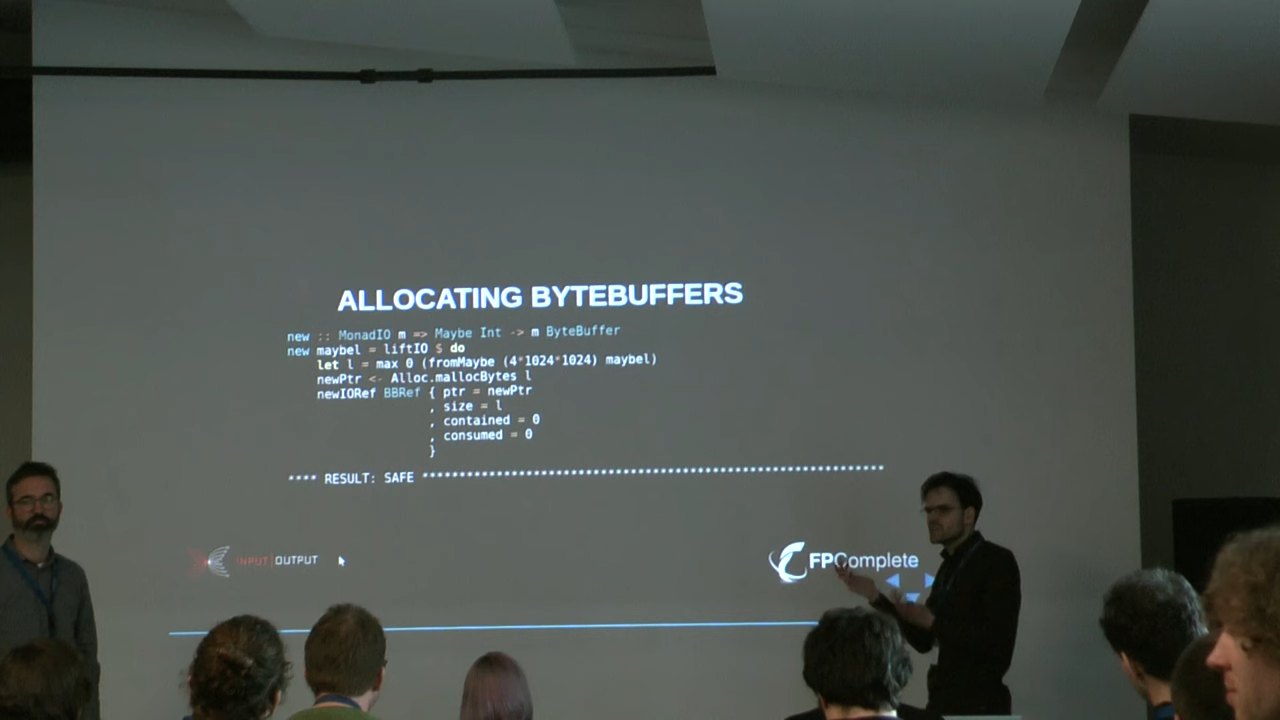 ALLOCATING BYTEBUFFERS
new :: MonadIO m => Maybe Int -> m ByteBuffer
new maybel = liftIO $ do
    let l = max 0 (fromMaybe (4*1024*1024) maybel)
    newPtr <- Alloc.mallocBytes l
    newIORef BBRef { ptr = newPtr
                   , size = l
                   , contained = 0
                   , consumed = 0
                   }
**** RESULT: SAFE ****************************************************************
INPUT|OUTPUT
FPComplete